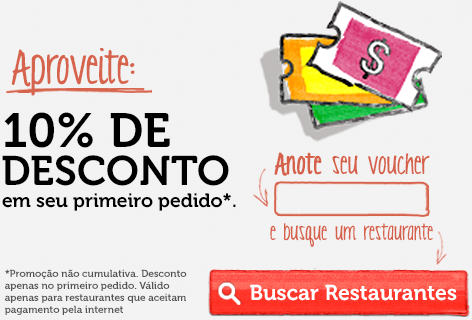 Aproveite:
10% DE
DESCONTO
em seu primeiro pedido*.
$
Anote seu voucher
e busque um restaurante
*Promoção não cumulativa. Desconto
apenas no primeiro pedido. Válido
apenas para restaurantes que aceitam
pagamento pela internet
Buscar Restaurantes